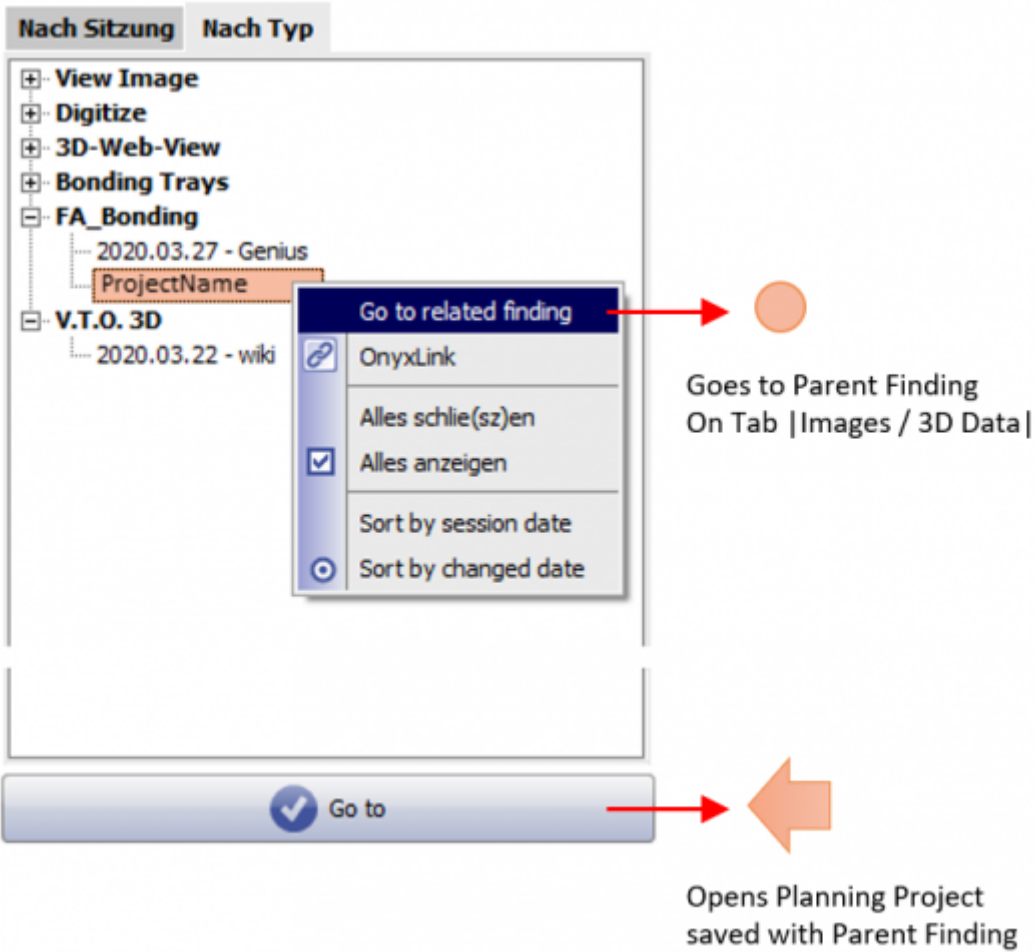 Nach Sitzung Nach Typ
View Image
Digitize
3D-Web-View
Bonding Trays
FA_Bonding
2020.03.27 - Genius
ProjectName
V.T.O. 3D
2020.03.22 - wiki
Go to related finding
OnyxLink
Alles schlie(sz)en
Alles anzeigen
Sort by session date
Sort by changed date
Goes to Parent Finding
On Tab |Images / 3D Data|
Go to
Opens Planning Project
saved with Parent Finding